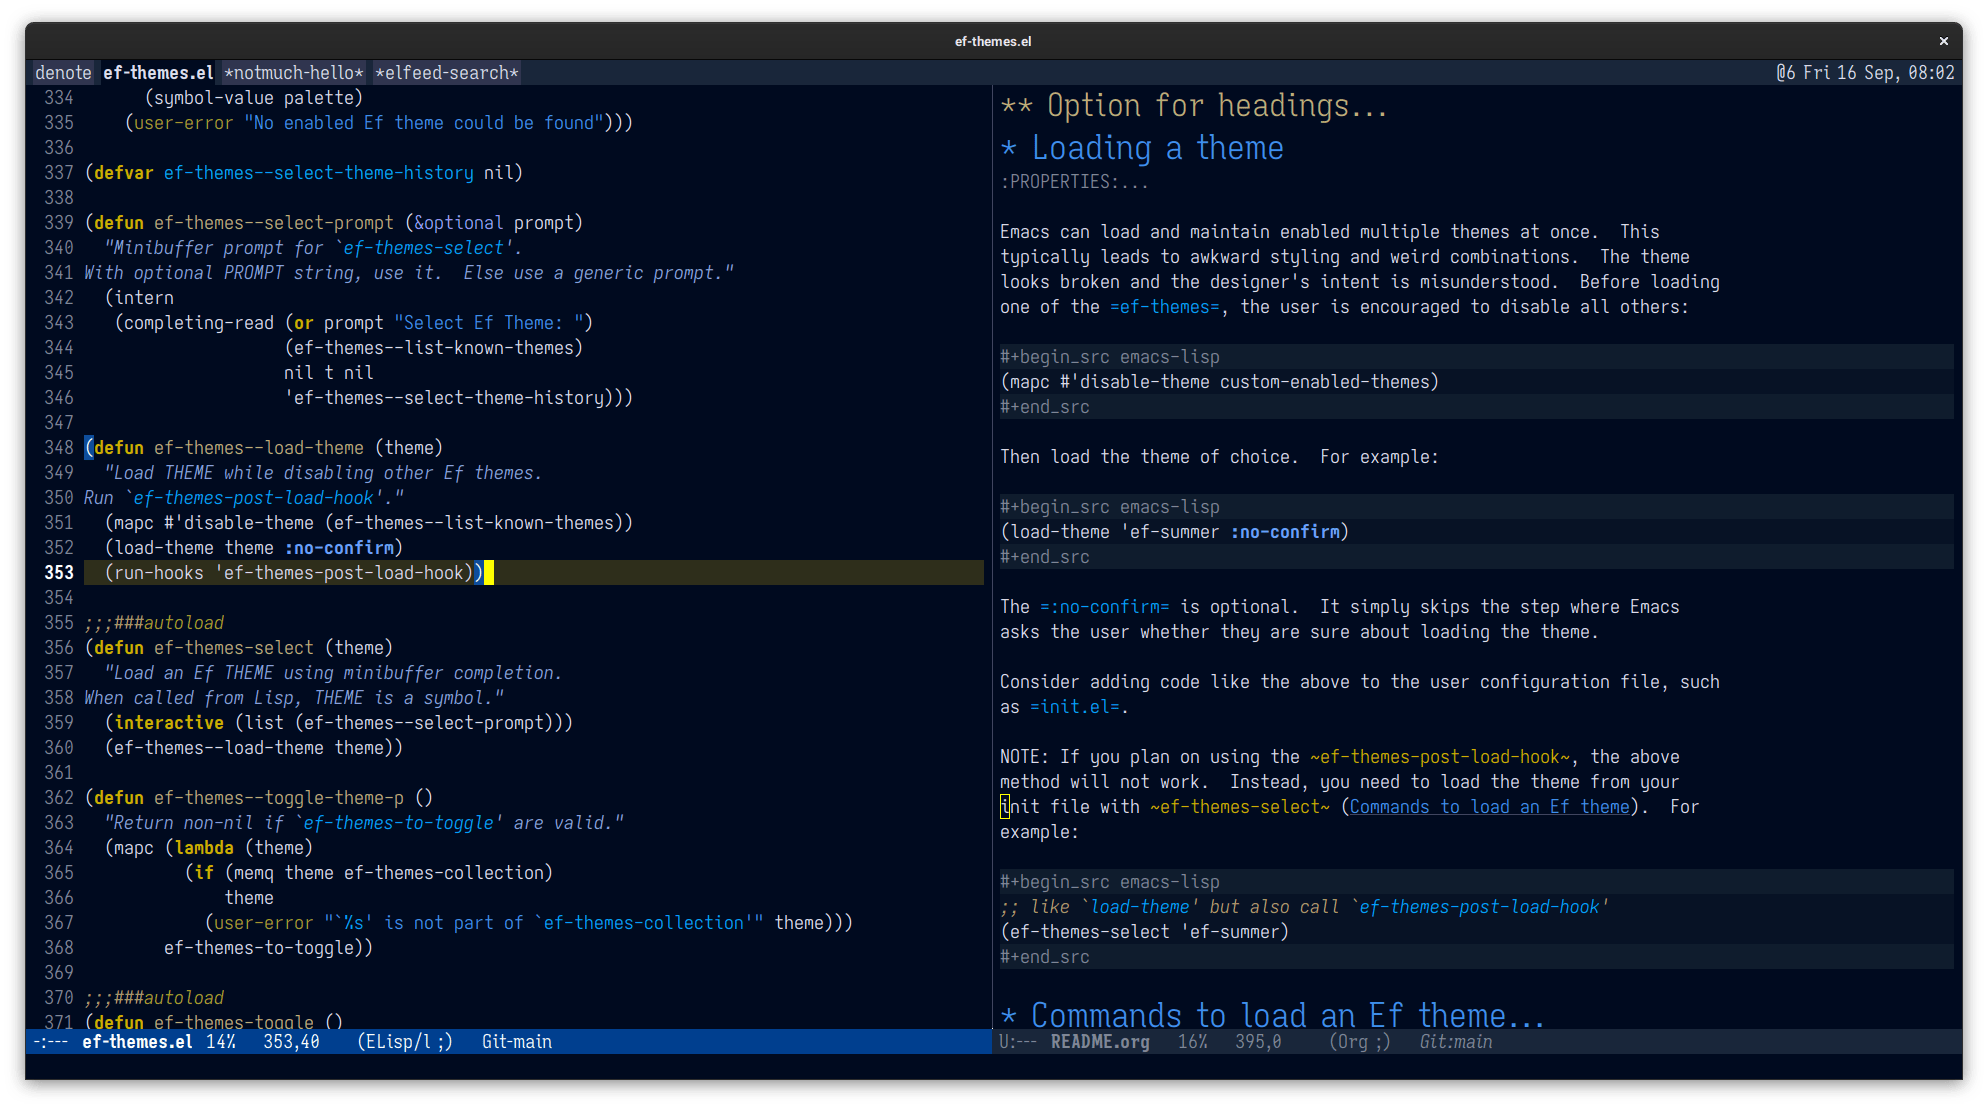 ef-themes.el ×
denote ef-themes.el *notmuch-hello* *elfeed-search* @6 Fri 16 Sep, 08:02
334       (symbol-value palette)
335     (user-error "No enabled Ef theme could be found")))
336
337 (defvar ef-themes--select-theme-history nil)
338
339 (defun ef-themes--select-prompt (&optional prompt)
340   "Minibuffer prompt for `ef-themes-select'.
341 With optional PROMPT string, use it.  Else use a generic prompt."
342   (intern
343    (completing-read (or prompt "Select Ef Theme: ")
344                     (ef-themes--list-known-themes)
345                     nil t nil
346                     'ef-themes--select-theme-history)))
347
348 (defun ef-themes--load-theme (theme)
349   "Load THEME while disabling other Ef themes.
350 Run `ef-themes-post-load-hook'."
351   (mapc #'disable-theme (ef-themes--list-known-themes))
352   (load-theme theme :no-confirm)
353   (run-hooks 'ef-themes-post-load-hook))
354
355 ;;;###autoload
356 (defun ef-themes-select (theme)
357   "Load an Ef THEME using minibuffer completion.
358 When called from Lisp, THEME is a symbol."
359   (interactive (list (ef-themes--select-prompt)))
360   (ef-themes--load-theme theme))
361
362 (defun ef-themes--toggle-theme-p ()
363   "Return non-nil if `ef-themes-to-toggle' are valid."
364   (mapc (lambda (theme)
365           (if (memq theme ef-themes-collection)
366               theme
367             (user-error "`%s' is not part of `ef-themes-collection'" theme)))
368         ef-themes-to-toggle))
369
370 ;;;###autoload
371 (defun ef-themes-toggle ()
-:--- ef-themes.el 14% 353,40 (ELisp/l ;) Git-main
** Option for headings...
* Loading a theme
:PROPERTIES:...
Emacs can load and maintain enabled multiple themes at once.  This
typically leads to awkward styling and weird combinations.  The theme
looks broken and the designer's intent is misunderstood.  Before loading
one of the =ef-themes=, the user is encouraged to disable all others:
#+begin_src emacs-lisp
(mapc #'disable-theme custom-enabled-themes)
#+end_src
Then load the theme of choice.  For example:
#+begin_src emacs-lisp
(load-theme 'ef-summer :no-confirm)
#+end_src
The =:no-confirm= is optional.  It simply skips the step where Emacs
asks the user whether they are sure about loading the theme.
Consider adding code like the above to the user configuration file, such
as =init.el=.
NOTE: If you plan on using the ~ef-themes-post-load-hook~, the above
method will not work.  Instead, you need to load the theme from your
init file with ~ef-themes-select~ (Commands to load an Ef theme).  For
example:
#+begin_src emacs-lisp
;; like `load-theme' but also call `ef-themes-post-load-hook'
(ef-themes-select 'ef-summer)
#+end_src
* Commands to load an Ef theme...
U:--- README.org 16% 395,0 (Org ;) Git:main